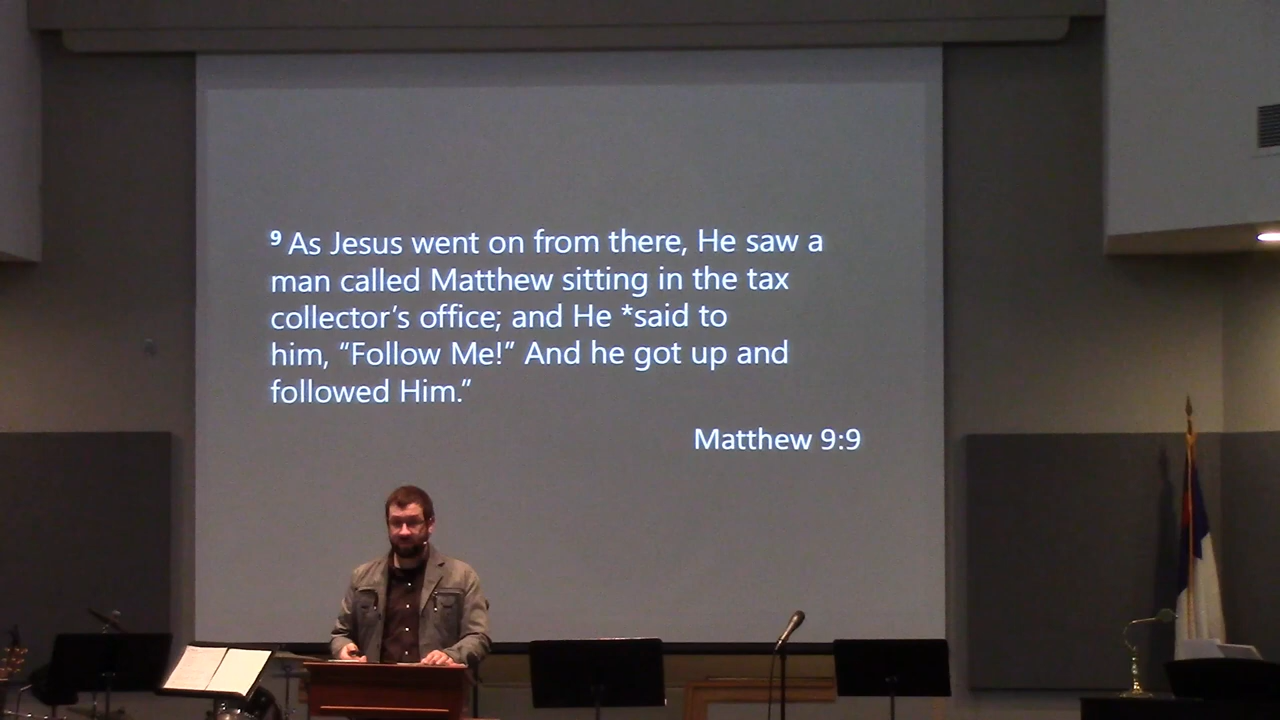 9 As Jesus went on from there, He saw a
man called Matthew sitting in the tax
collector’s office; and He *said to
him, “Follow Me!” And he got up and
followed Him.”
Matthew 9:9